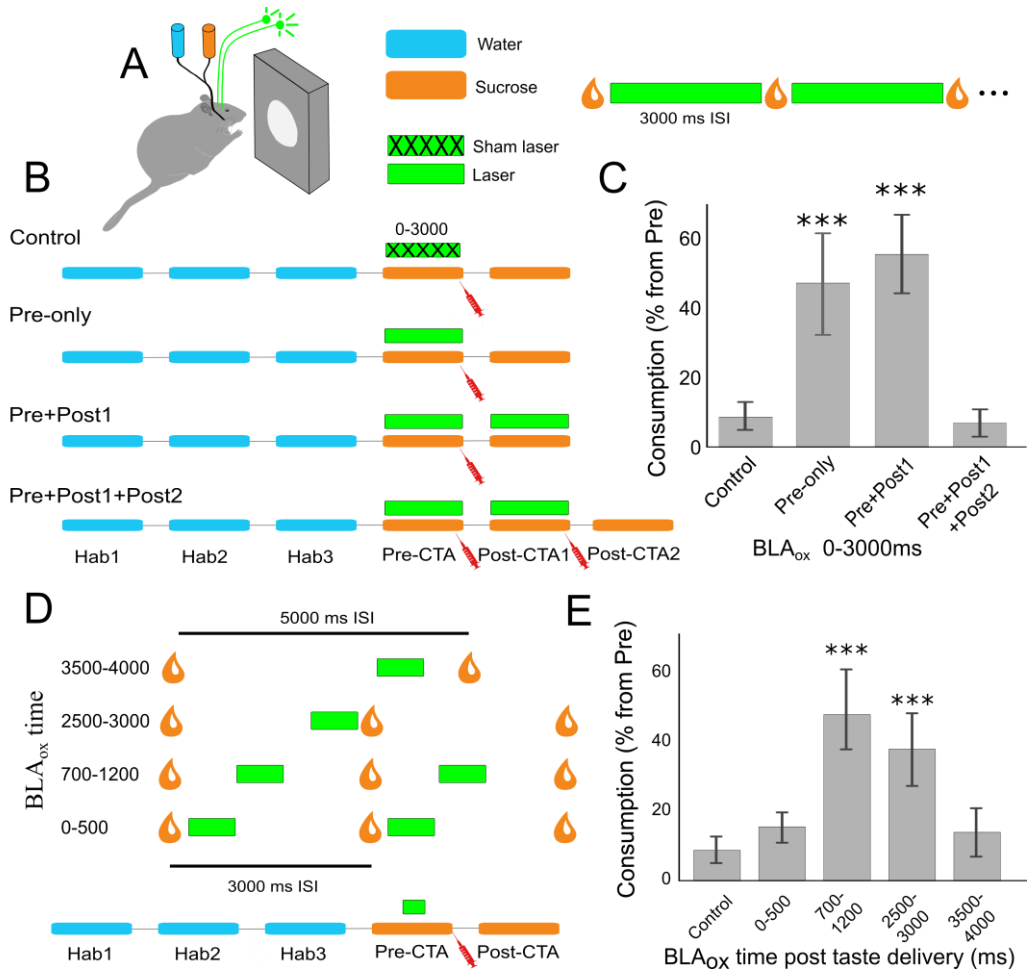 A
Water
Sucrose
Sham laser
Laser
3000 ms ISI
...
B
Control
0-3000
Pre-only
Pre+Post1
Pre+Post1+Post2
Hab1
Hab2
Hab3
Pre-CTA
Post-CTA1
Post-CTA2
C
Consumption (% from Pre)
60
40
20
0
***
***
Control
Pre-only
Pre+Post1
Pre+Post1
+Post2
BLAox 0-3000ms
D
5000 ms ISI
BLAox time
3500-4000
2500-3000
700-1200
0-500
3000 ms ISI
Hab1
Hab2
Hab3
Pre-CTA
Post-CTA
E
Consumption (% from Pre)
60
40
20
0
***
***
Control
0-500
700-
1200
2500-
3000
3500-
4000
BLAOX time post taste delivery (ms)